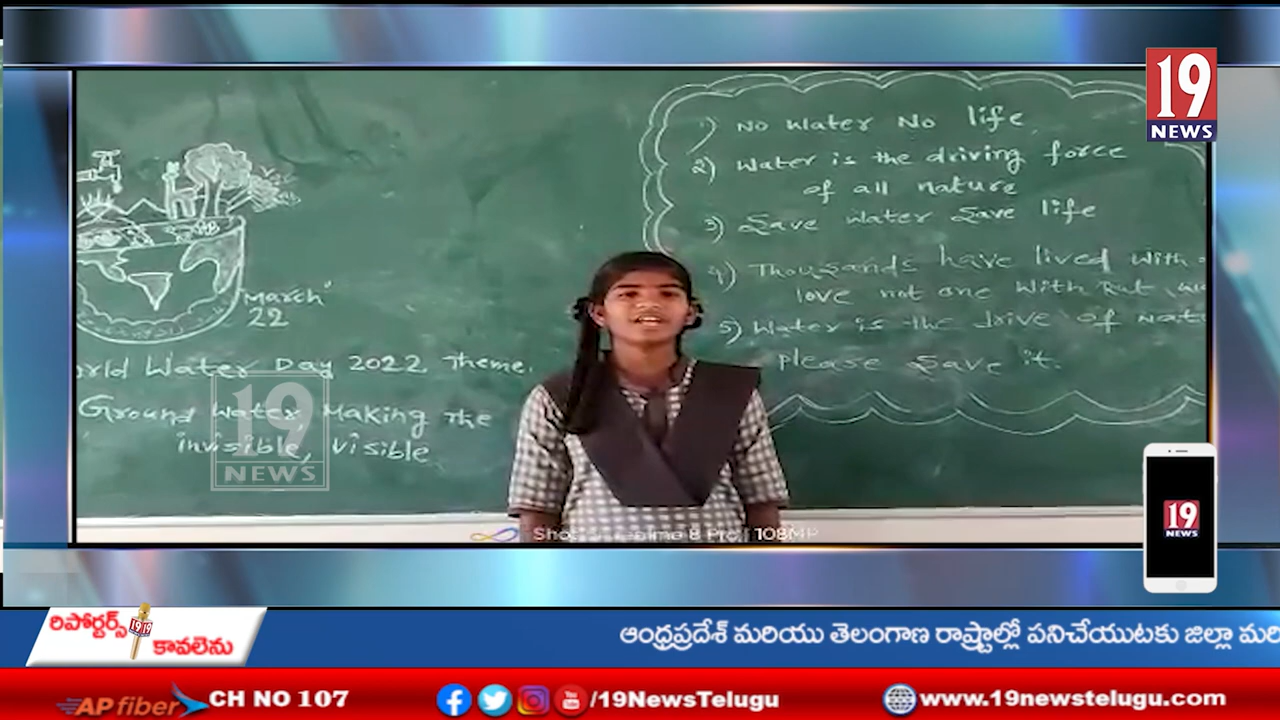 19
NEWS
1) No Water No life
2) Water is the driving force
of all nature
3) Save Water Save life
4) Thousands have lived with
love not one with
5) Water is the drive of
please save it.
March
22
Water Day 2022 Theme.
Ground Water Making the
invisible, visible
19
NEWS
19
NEWS
8 Pro 108MP
రిపోర్టర్స్
కావలెను
1919
ఆంధ్రప్రదేశ్ మరియు తెలంగాణ రాష్ట్రాల్లో పనిచేయుటకు జిల్లా
AP fiber CH NO 107 /19NewsTelugu www.19newstelugu.com